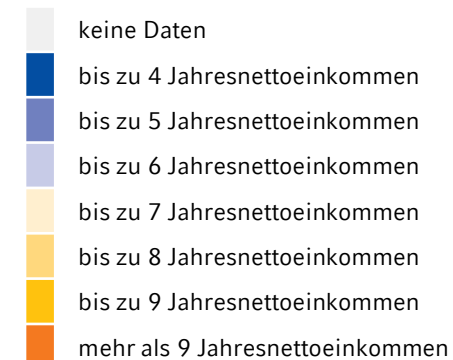 keine Daten
bis zu 4 Jahresnettoeinkommen
bis zu 5 Jahresnettoeinkommen
bis zu 6 Jahresnettoeinkommen
bis zu 7 Jahresnettoeinkommen
bis zu 8 Jahresnettoeinkommen
bis zu 9 Jahresnettoeinkommen
mehr als 9 Jahresnettoeinkommen